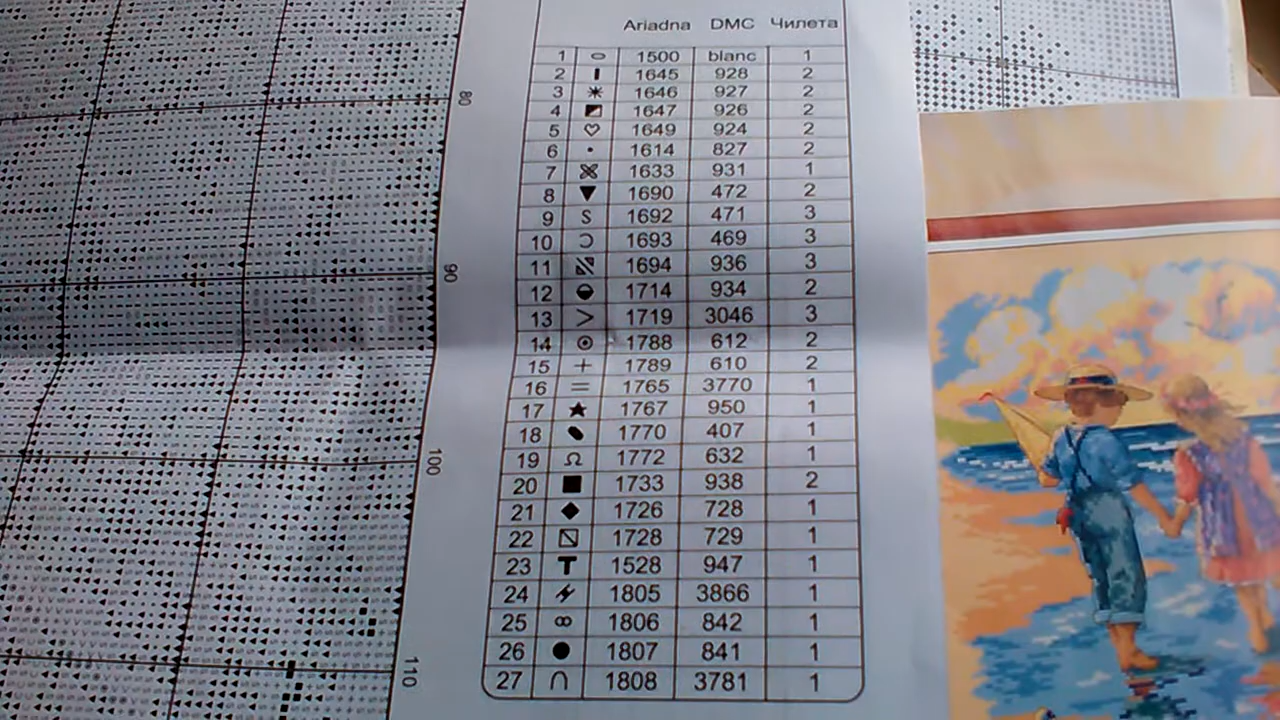 Ariadna DMC Чилета
1 1500 blanc 1
2 1645 928 2
3 1646 927 2
4 1647 926 2
5 1649 924 2
6 1614 827 2
7 1633 931 1
8 1690 472 2
9 S 1692 471 3
10 1693 469 3
11 1694 936 3
12 1714 934 2
13 > 1719 3046 3
14 1788 612 2
15 + 1789 610 2
16 = 1765 3770 1
17 ★ 1767 950 1
18 1770 407 1
19 Ω 1772 632 1
20 ■ 1733 938 2
21 ◆ 1726 728 1
22 1728 729 1
23 T 1528 947 1
24 1805 3866 1
25 1806 842 1
26 ● 1807 841 1
27 ∩ 1808 3781 1
80
90
100
110